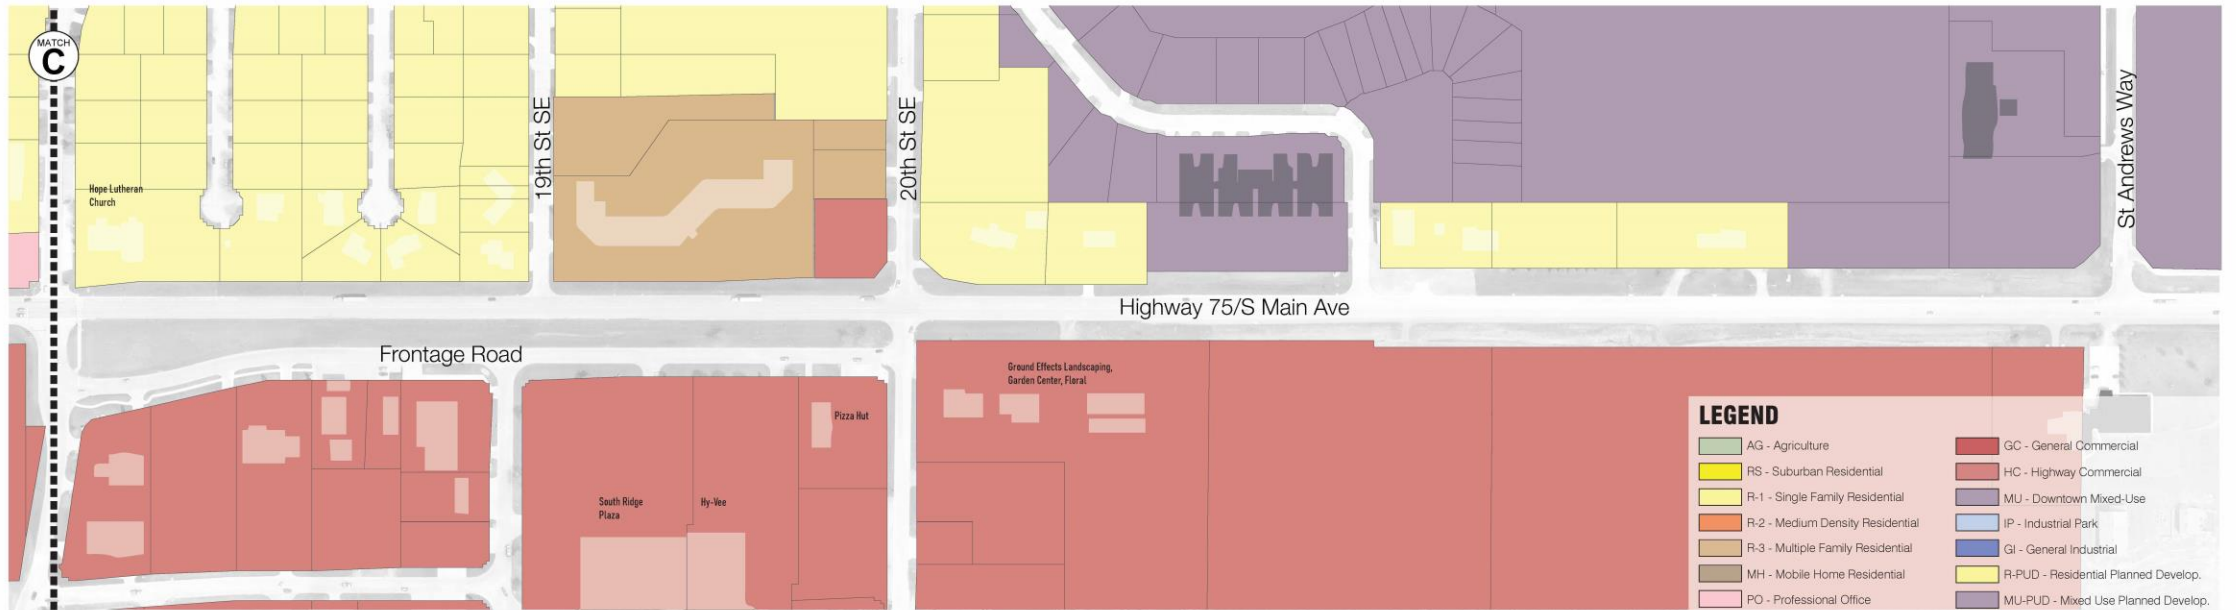 MATCH
C
19th St SE
20th St SE
St Andrews Way
Hope Lutheran
Church
Highway 75/S Main Ave
Frontage Road
Ground Effects Landscaping,
Garden Center, Floral
Pizza Hut
South Ridge
Plaza
Hy-Vee
LEGEND
AG - Agriculture
RS - Suburban Residential
R-1 - Single Family Residential
R-2 - Medium Density Residential
R-3 - Multiple Family Residential
MH - Mobile Home Residential
PO - Professional Office
GC - General Commercial
HC - Highway Commercial
MU - Downtown Mixed-Use
IP - Industrial Park
GI - General Industrial
R-PUD - Residential Planned Develop.
MU-PUD - Mixed Use Planned Develop.